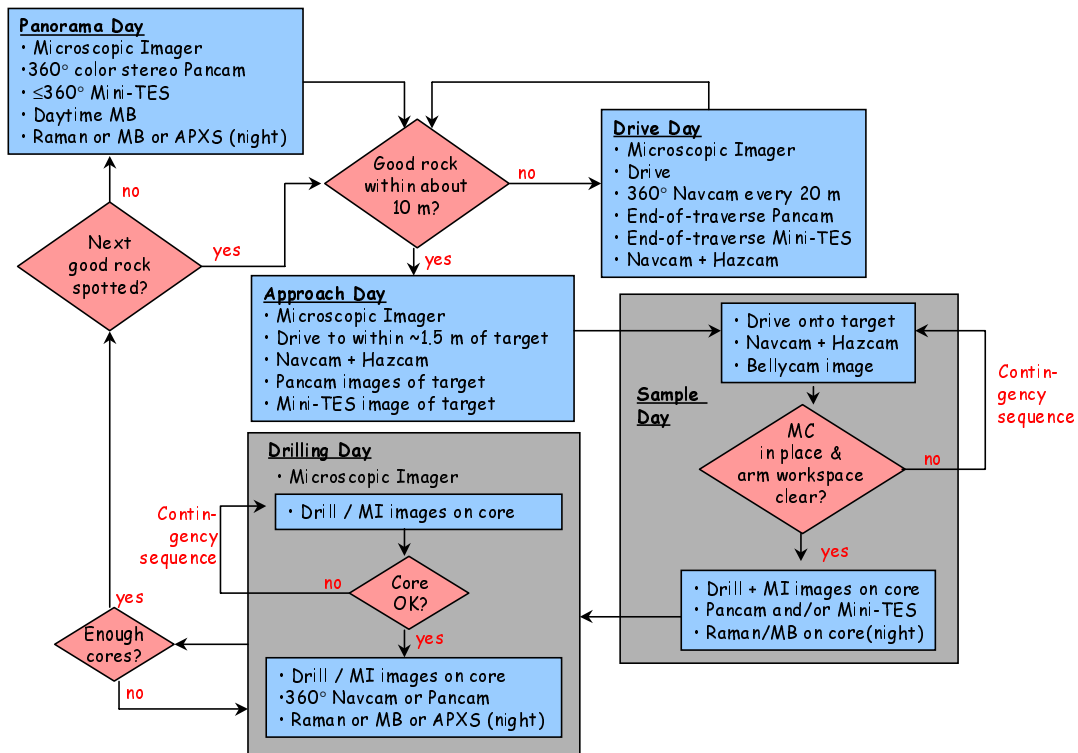 Panorama Day
· Microscopic Imager
·360° color stereo Pancam
· ≤360° Mini-TES
· Daytime MB
· Raman or MB or APXS (night)
no
Next
good rock
spotted?
yes
Good rock
within about
10 m?
no
yes
Drive Day
· Microscopic Imager
· Drive
· 360° Navcam every 20 m
· End-of-traverse Pancam
· End-of-traverse Mini-TES
· Navcam + Hazcam
Approach Day
· Microscopic Imager
· Drive to within ~1.5 m of target
· Navcam + Hazcam
· Pancam images of target
· Mini-TES image of target
· Drive onto target
· Navcam + Hazcam
· Bellycam image
Sample
Day
MC
in place &
arm workspace
clear?
no
Contin-
gency
sequence
yes
· Drill + MI images on core
· Pancam and/or Mini-TES
· Raman/MB on core(night)
Drilling Day
· Microscopic Imager
· Drill / MI images on core
Contin-
gency
sequence
no
Core
OK?
yes
· Drill / MI images on core
·360° Navcam or Pancam
· Raman or MB or APXS (night)
yes
Enough
cores?
no